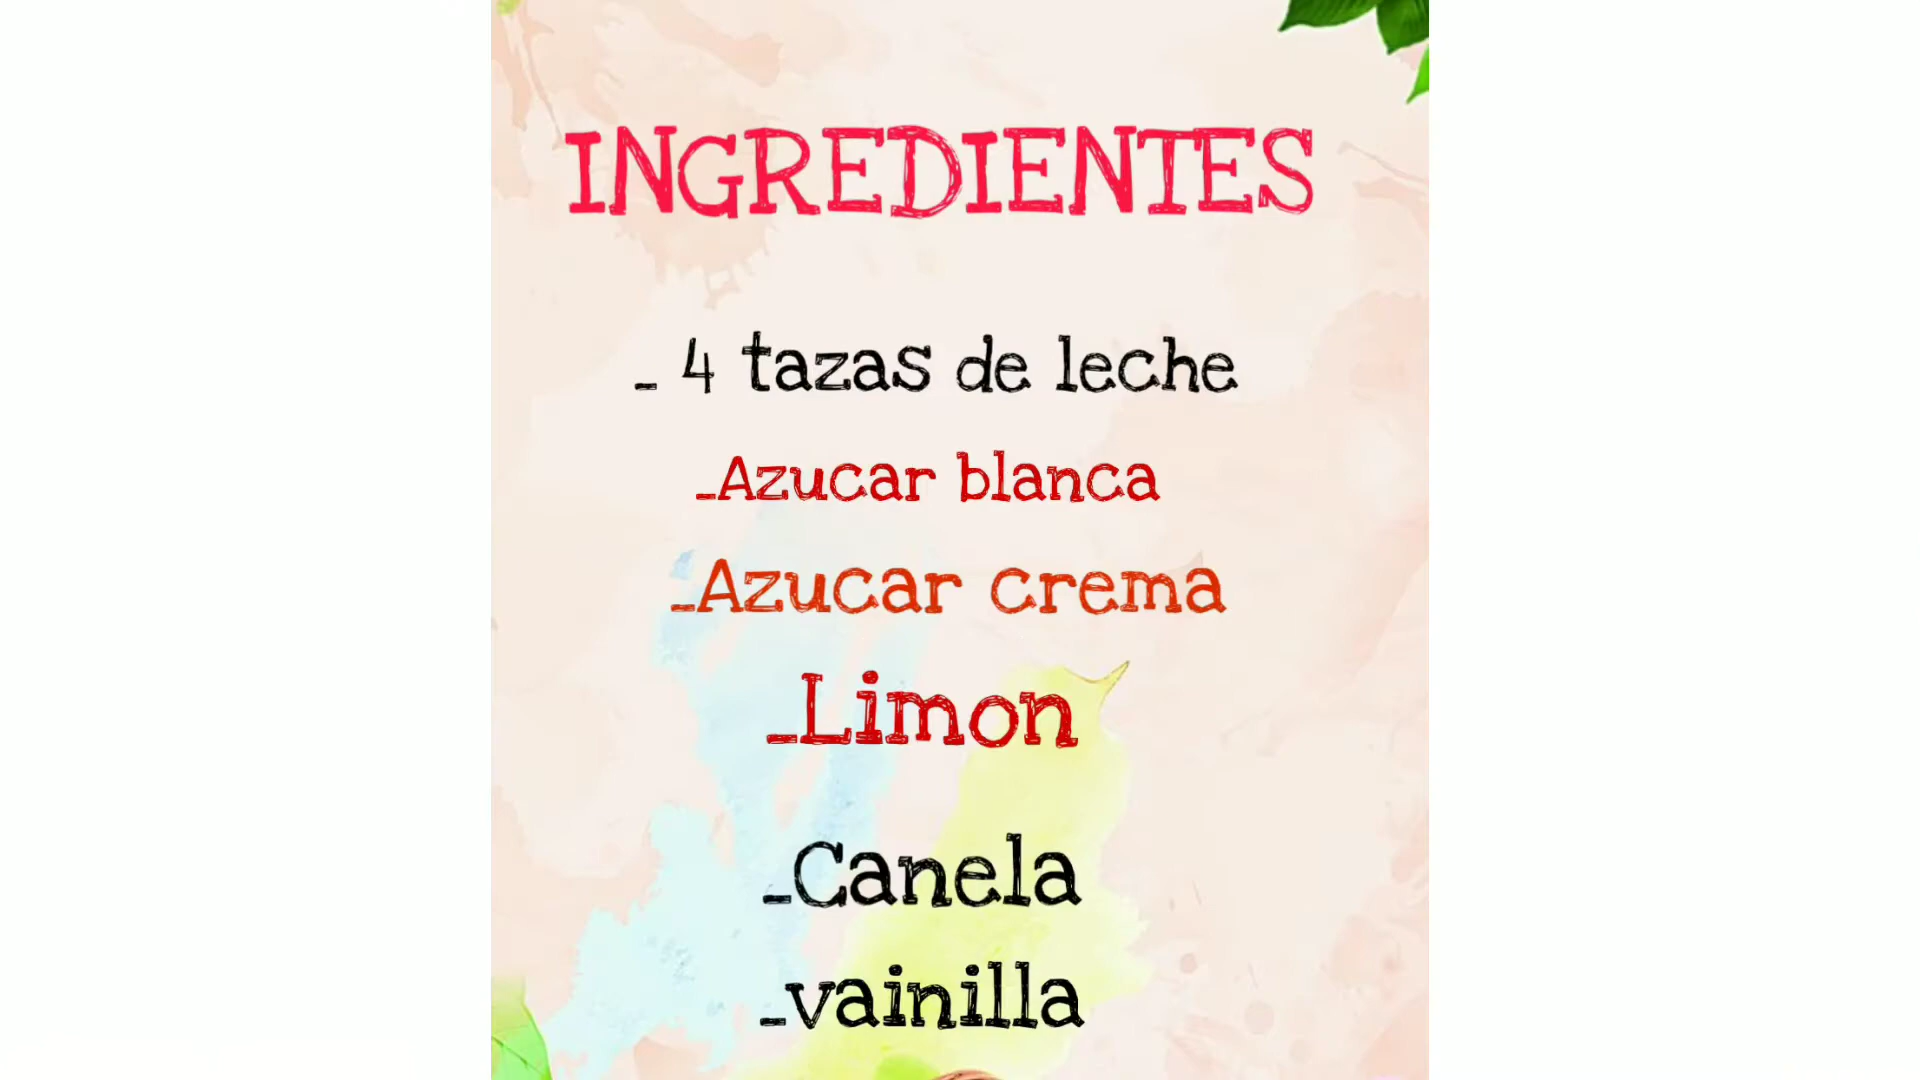 INGREDIENTES
_ 4 tazas de leche
_Azucar blanca
_Azucar crema
_Limon
_Canela
_vainilla